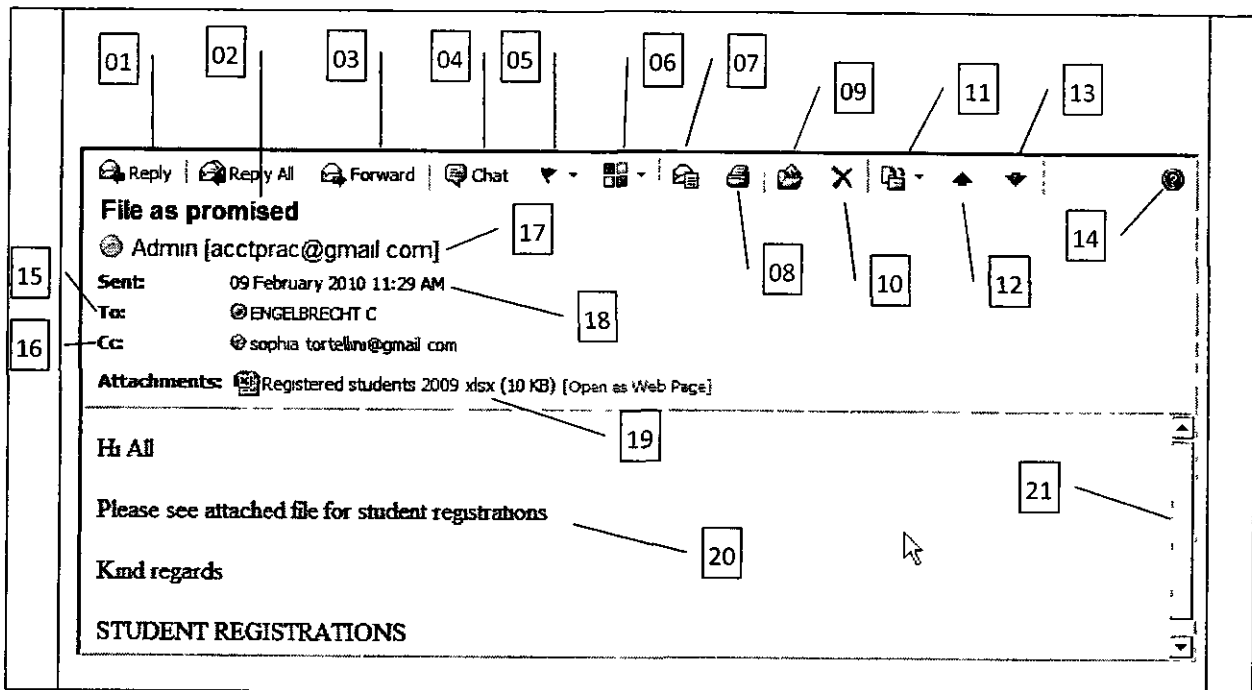 01 02 03 04 05 06 07
09 11 13
Reply Reply All Forward Chat
File as promised
17
Admin [acctprac@gmail com]
14
15
08 10 12
Sent: 09 February 2010 11:29 AM
18
To: ENGELBRECHT C
16
Cc: sophia tortellini@gmail com
Attachments: Registered students 2009 xlsx (10 KB) [Open as Web Page]
19
Hi All
21
Please see attached file for student registrations
20
Kind regards
STUDENT REGISTRATIONS